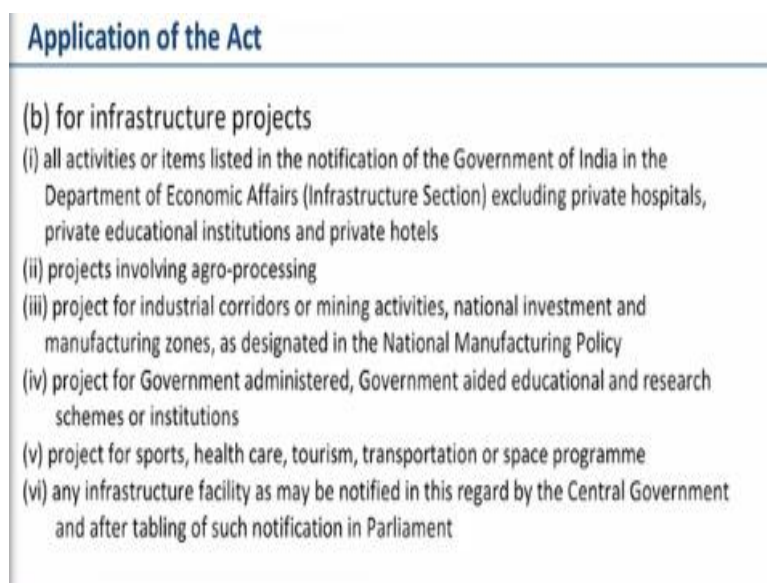 Application of the Act
(b) for infrastructure projects
(i) all activities or items listed in the notification of the Government of India in the
Department of Economic Affairs (Infrastructure Section) excluding private hospitals,
private educational institutions and private hotels
(ii) projects involving agro-processing
(iii) project for industrial corridors or mining activities, national investment and
manufacturing zones, as designated in the National Manufacturing Policy
(iv) project for Government administered, Government aided educational and research
schemes or institutions
(v) project for sports, health care, tourism, transportation or space programme
(vi) any infrastructure facility as may be notified in this regard by the Central Government
and after tabling of such notification in Parliament